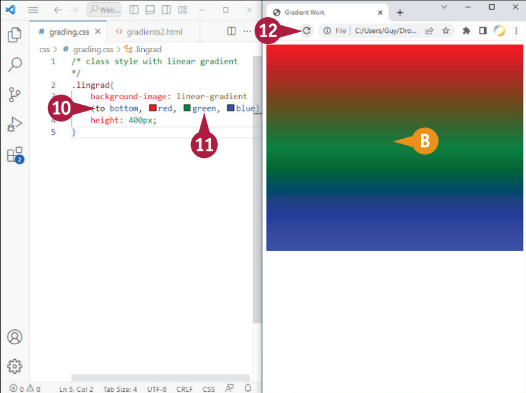 Web...
# grading.css
gradients2.html
css > # grading.css > .lingrad
1 /* class style with linear gradient
*/
2 .lingrad{
3 background-image: linear-gradient
(to bottom, red, green, blue)
4 height: 400px;
5 }
10
11
2
0 0
Ln 5, Col 2 Tab Size: 4 UTF-8 CRLF CSS
Gradient Work
12
File C:/Users/Guy/Dro...
B